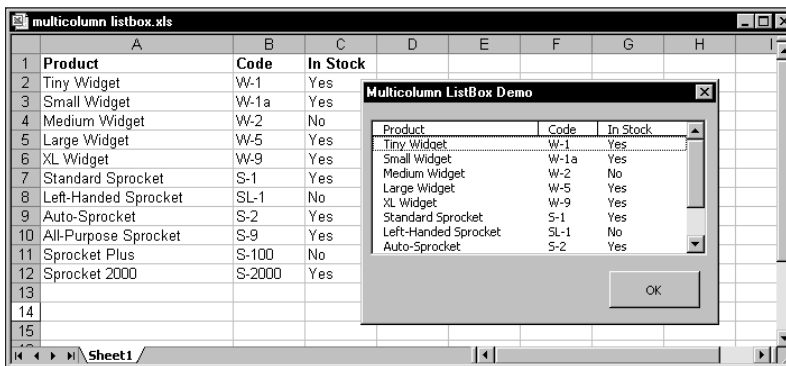 multicolumn listbox.xls
A B C D E F G H I
1 Product Code In Stock
2 Tiny Widget W-1 Yes
3 Small Widget W-1a Yes
4 Medium Widget W-2 No
5 Large Widget W-5 Yes
6 XL Widget W-9 Yes
7 Standard Sprocket S-1 Yes
8 Left-Handed Sprocket SL-1 No
9 Auto-Sprocket S-2 Yes
10 All-Purpose Sprocket S-9 Yes
11 Sprocket Plus S-100 No
12 Sprocket 2000 S-2000 Yes
13
14
15
Sheet1
Multicolumn ListBox Demo
Product Code In Stock
Tiny Widget W-1 Yes
Small Widget W-1a Yes
Medium Widget W-2 No
Large Widget W-5 Yes
XL Widget W-9 Yes
Standard Sprocket S-1 Yes
Left-Handed Sprocket SL-1 No
Auto-Sprocket S-2 Yes
OK